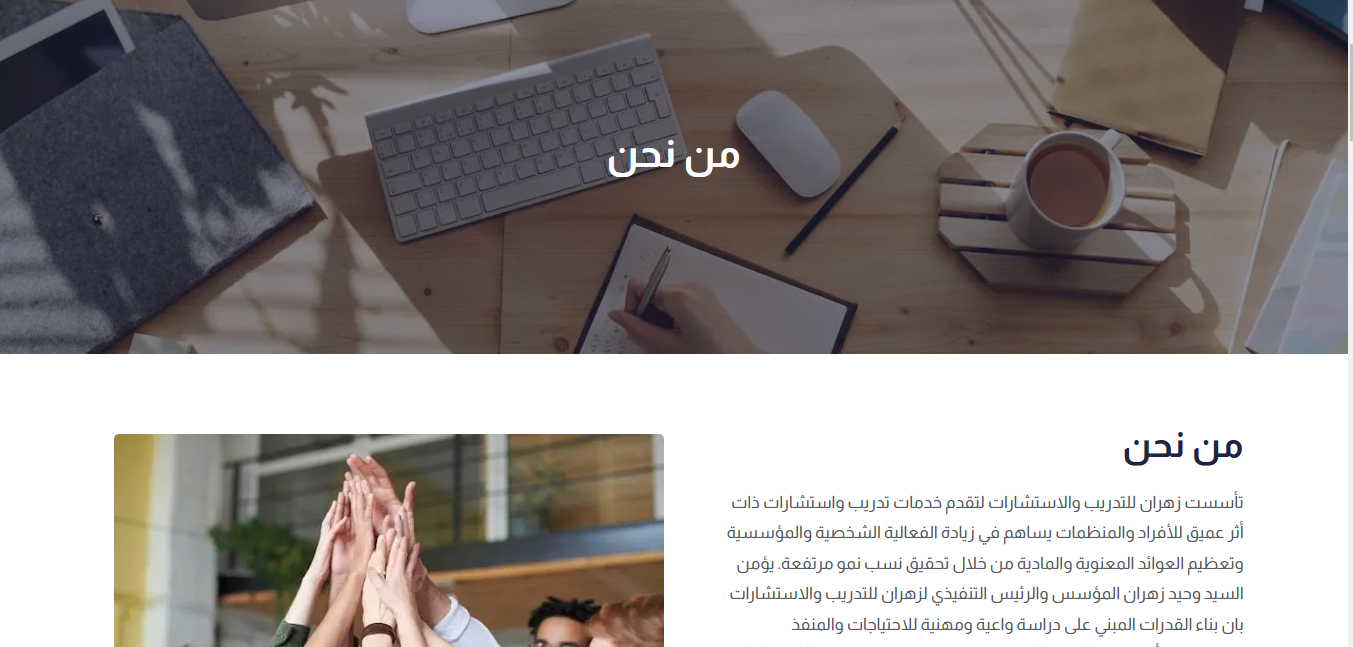 من نحن
من نحن
تأسست زهران للتدريب والاستشارات لتقدم خدمات تدريب واستشارات ذات
أثر عميق للأفراد والمنظمات يساهم في زيادة الفعالية الشخصية والمؤسسية
وتعظيم العوائد المعنوية والمادية من خلال تحقيق نسب نمو مرتفعة. يؤمن
السيد وحيد زهران المؤسس والرئيس التنفيذي لزهران للتدريب والاستشارات
بان بناء القدرات المبني على دراسة واعية ومهنية للاحتياجات والمنفذ